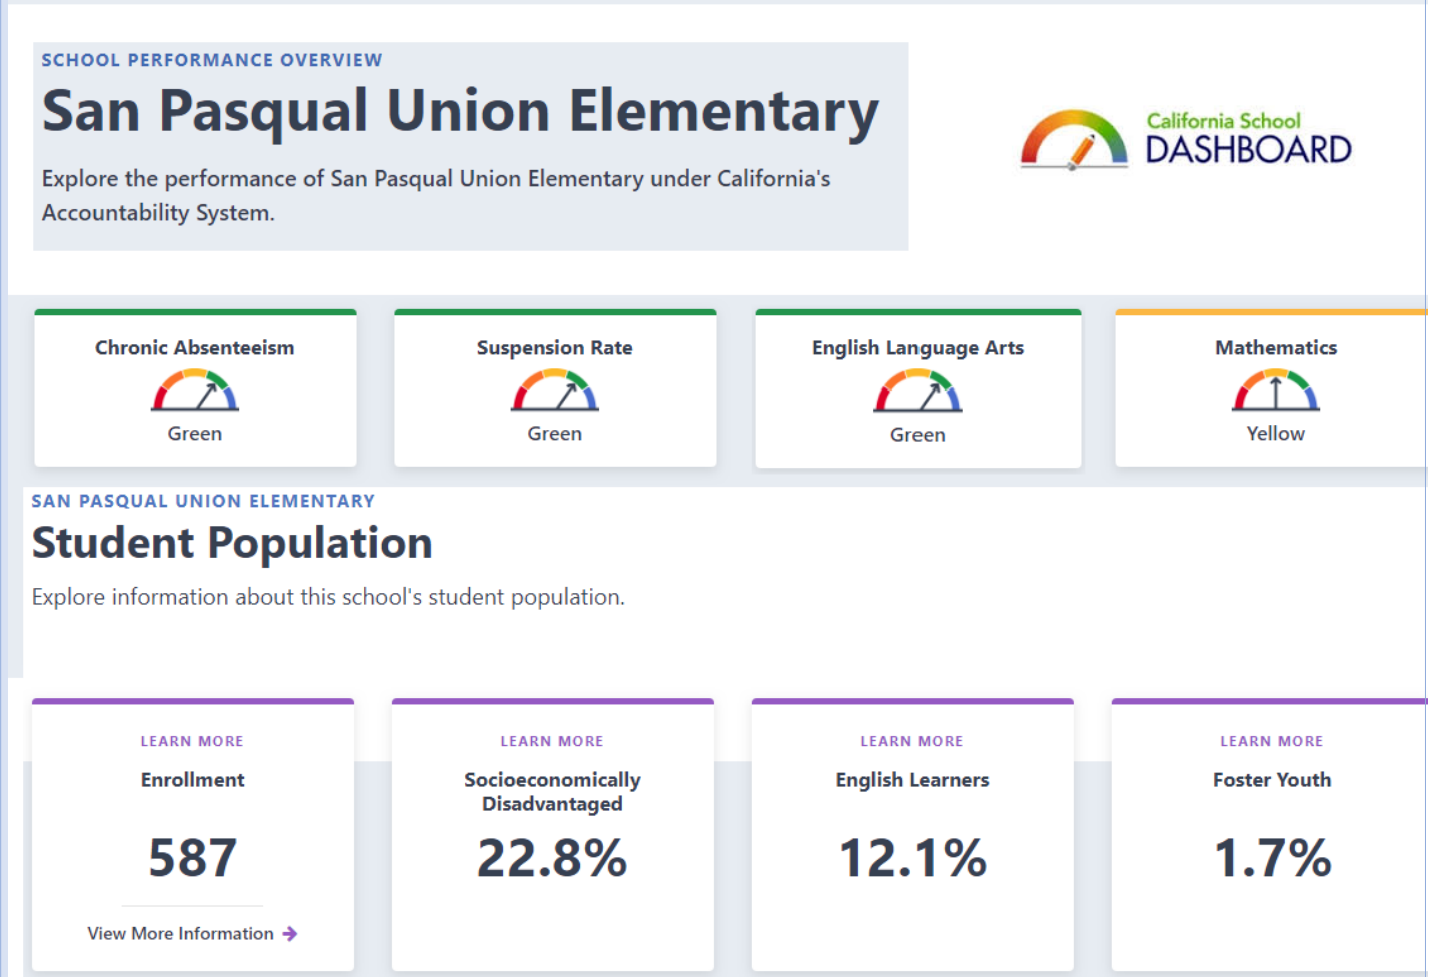 SCHOOL PERFORMANCE OVERVIEW
San Pasqual Union Elementary
Explore the performance of San Pasqual Union Elementary under California's
Accountability System.
California School
DASHBOARD
Chronic Absenteeism
Green
Suspension Rate
Green
English Language Arts
Green
Mathematics
Yellow
SAN PASQUAL UNION ELEMENTARY
Student Population
Explore information about this school's student population.
LEARN MORE
Enrollment
587
View More Information
LEARN MORE
Socioeconomically
Disadvantaged
22.8%
LEARN MORE
English Learners
12.1%
LEARN MORE
Foster Youth
1.7%